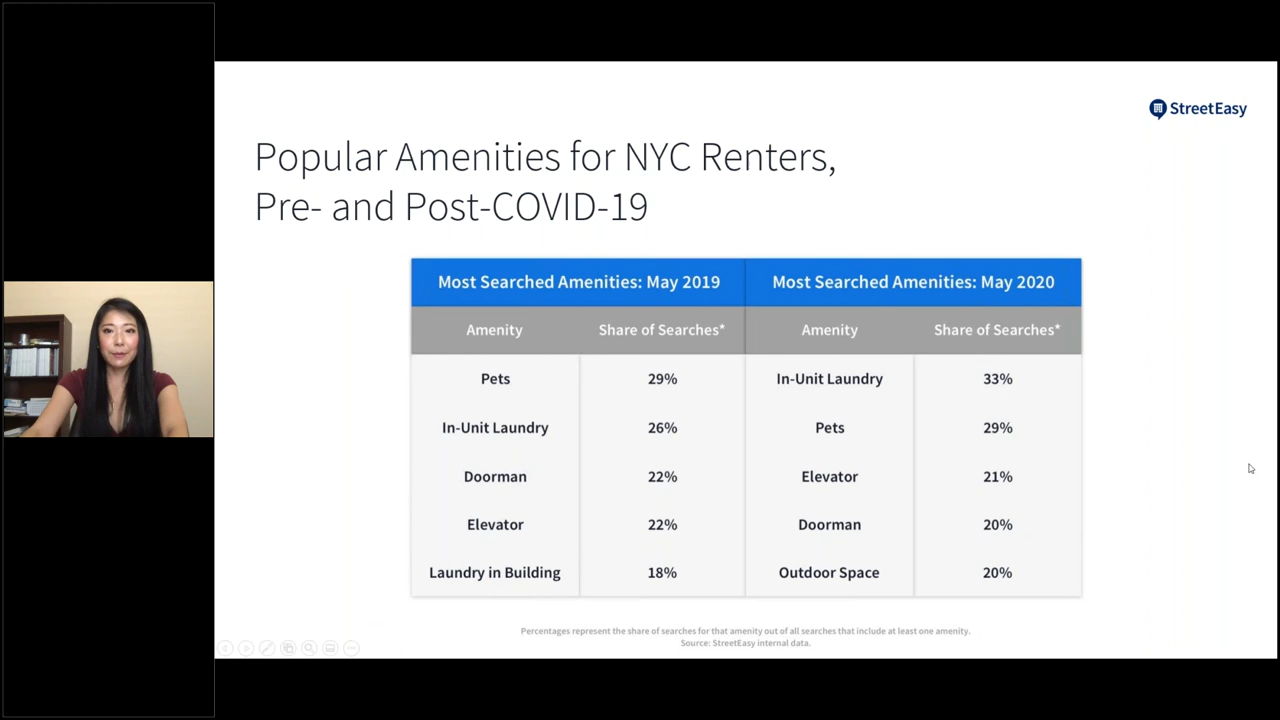 StreetEasy
Popular Amenities for NYC Renters,
Pre- and Post-COVID-19
Most Searched Amenities: May 2019 Most Searched Amenities: May 2020
Amenity Share of Searches* Amenity Share of Searches*
Pets 29% In-Unit Laundry 33%
In-Unit Laundry 26% Pets 29%
Doorman 22% Elevator 21%
Elevator 22% Doorman 20%
Laundry in Building 18% Outdoor Space 20%
Percentages represent the share of searches for that amenity out of all searches that include at least one amenity.
Source: StreetEasy internal data.